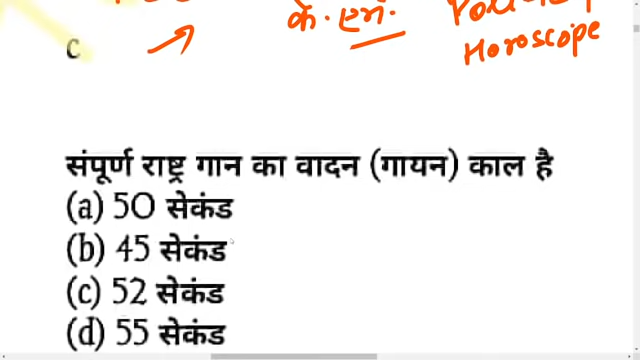 के. एम.
Horoscope
C
संपूर्ण राष्ट्र गान का वादन (गायन) काल है
(a) 50 सेकंड
(b) 45 सेकंड
(c) 52 सेकंड
(d) 55 सेकंड